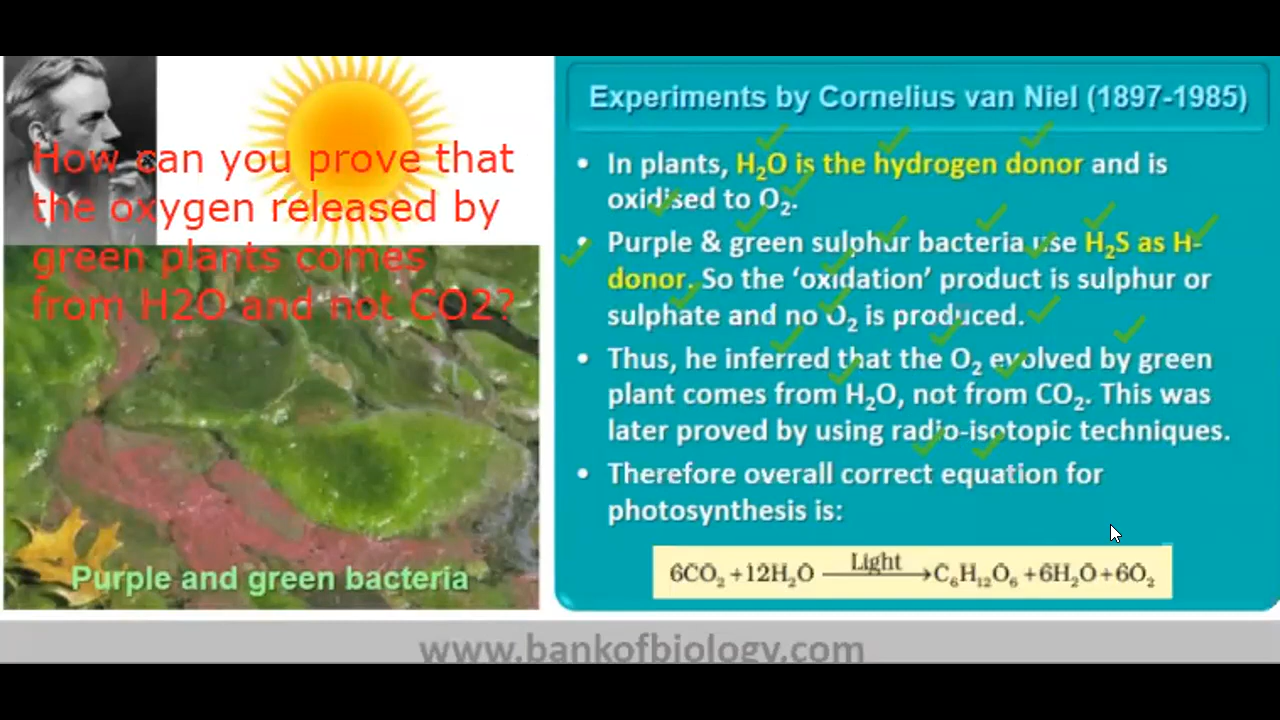 How can you prove that
the oxygen released by
green plants comes
from H2O and not CO2?
Purple and green bacteria
Experiments by Cornelius van Niel (1897-1985)
• In plants, H₂O is the hydrogen donor and is
oxidised to O₂.
• Purple & green sulphur bacteria use H₂S as H-
donor. So the ‘oxidation’ product is sulphur or
sulphate and no O₂ is produced.
• Thus, he inferred that the O₂ evolved by green
plant comes from H₂O, not from CO₂. This was
later proved by using radio-isotopic techniques.
• Therefore overall correct equation for
photosynthesis is:
6CO₂ + 12H₂O —Light→ C₆H₁₂O₆ + 6H₂O + 6O₂
www.bankofbiology.com